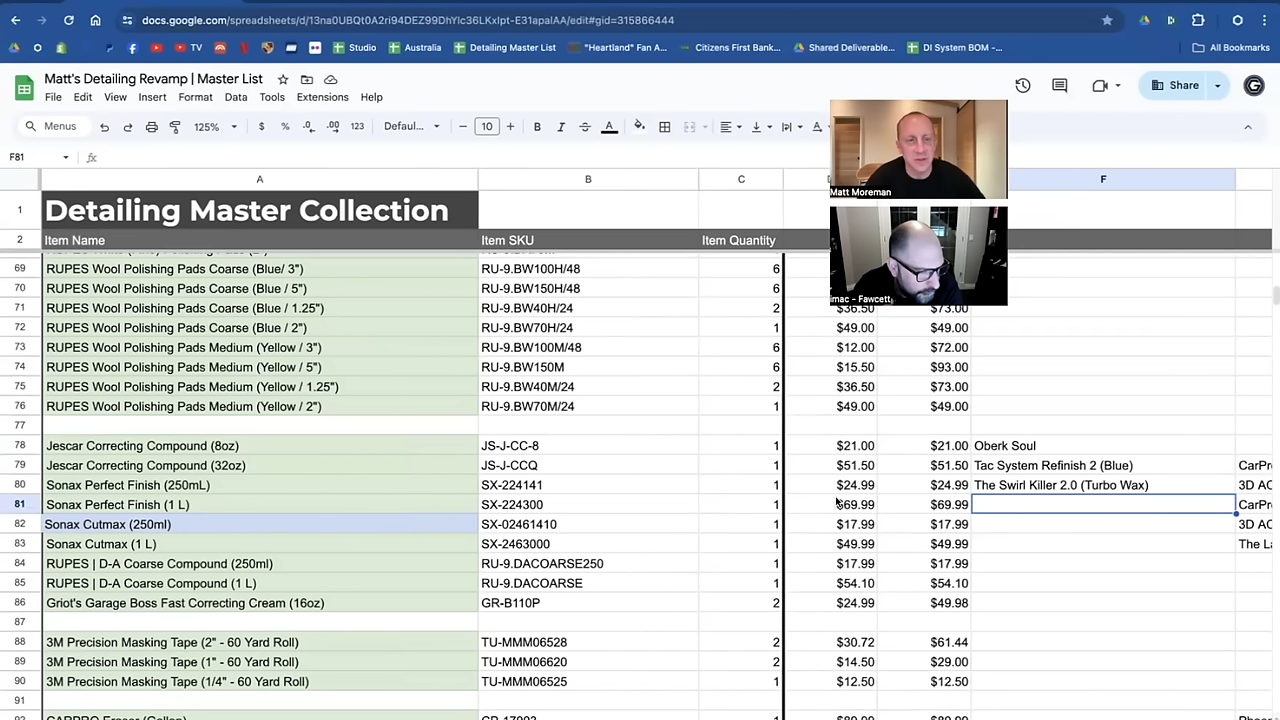 docs.google.com/spreadsheets/d/13na0UBQt0A2ri94DEZ99DhYlc36LKxIpt-E31apalAA/edit#gid=315866444
TV Studio Australia Detailing Master List "Heartland" Fan A... Citizens First Bank... Shared Deliverable... DI System BOM -... All Bookmarks
Matt's Detailing Revamp | Master List
File Edit View Insert Format Data Tools Extensions Help
Share
Menus 125% $ % .0 .00 123 Defaul... 10 B I A
F81 fx
A B C F
1 Detailing Master Collection
2 Item Name Item SKU Item Quantity
Matt Moreman
imac - Fawcett
69 RUPES Wool Polishing Pads Coarse (Blue/ 3") RU-9.BW100H/48 6
70 RUPES Wool Polishing Pads Coarse (Blue / 5") RU-9.BW150H/48 6
71 RUPES Wool Polishing Pads Coarse (Blue / 1.25") RU-9.BW40H/24 2 $36.50 $73.00
72 RUPES Wool Polishing Pads Coarse (Blue / 2") RU-9.BW70H/24 1 $49.00 $49.00
73 RUPES Wool Polishing Pads Medium (Yellow / 3") RU-9.BW100M/48 6 $12.00 $72.00
74 RUPES Wool Polishing Pads Medium (Yellow / 5") RU-9.BW150M 6 $15.50 $93.00
75 RUPES Wool Polishing Pads Medium (Yellow / 1.25") RU-9.BW40M/24 2 $36.50 $73.00
76 RUPES Wool Polishing Pads Medium (Yellow / 2") RU-9.BW70M/24 1 $49.00 $49.00
77
78 Jescar Correcting Compound (8oz) JS-J-CC-8 1 $21.00 $21.00 Oberk Soul
79 Jescar Correcting Compound (32oz) JS-J-CCQ 1 $51.50 $51.50 Tac System Refinish 2 (Blue) CarPr
80 Sonax Perfect Finish (250mL) SX-224141 1 $24.99 $24.99 The Swirl Killer 2.0 (Turbo Wax) 3D AC
81 Sonax Perfect Finish (1 L) SX-224300 1 $69.99 $69.99 CarPr
82 Sonax Cutmax (250ml) SX-02461410 1 $17.99 $17.99 3D AC
83 Sonax Cutmax (1 L) SX-2463000 1 $49.99 $49.99 The La
84 RUPES | D-A Coarse Compound (250ml) RU-9.DACOARSE250 1 $17.99 $17.99
85 RUPES | D-A Coarse Compound (1 L) RU-9.DACOARSE 1 $54.10 $54.10
86 Griot's Garage Boss Fast Correcting Cream (16oz) GR-B110P 2 $24.99 $49.98
87
88 3M Precision Masking Tape (2" - 60 Yard Roll) TU-MMM06528 2 $30.72 $61.44
89 3M Precision Masking Tape (1" - 60 Yard Roll) TU-MMM06620 2 $14.50 $29.00
90 3M Precision Masking Tape (1/4" - 60 Yard Roll) TU-MMM06525 1 $12.50 $12.50
91